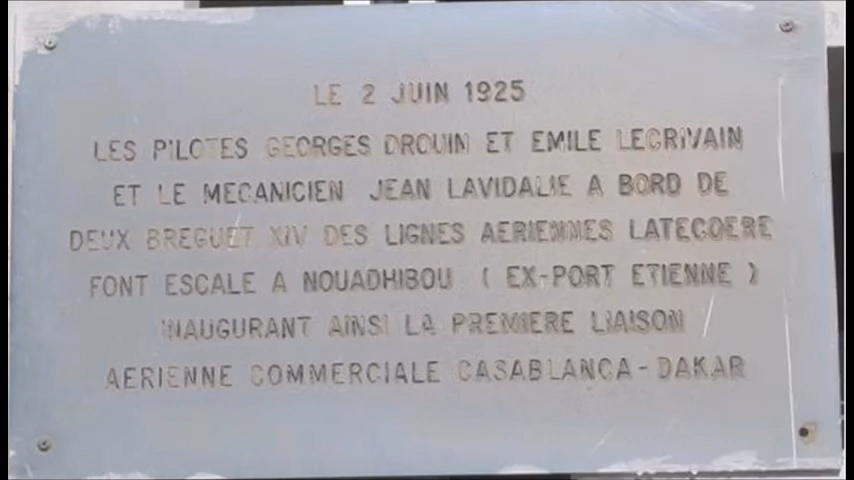 LE 2 JUIN 1925
LES PILOTES GEORGES DROUIN ET EMILE LECRIVAIN
ET LE MECANICIEN JEAN LAVIDALIE A BORD DE
DEUX BREGUET XIV DES LIGNES AERIENNES LATECOERE
FONT ESCALE A NOUADHIBOU ( EX-PORT ETIENNE )
INAUGURANT AINSI LA PREMIERE LIAISON
AERIENNE COMMERCIALE CASABLANCA-DAKAR